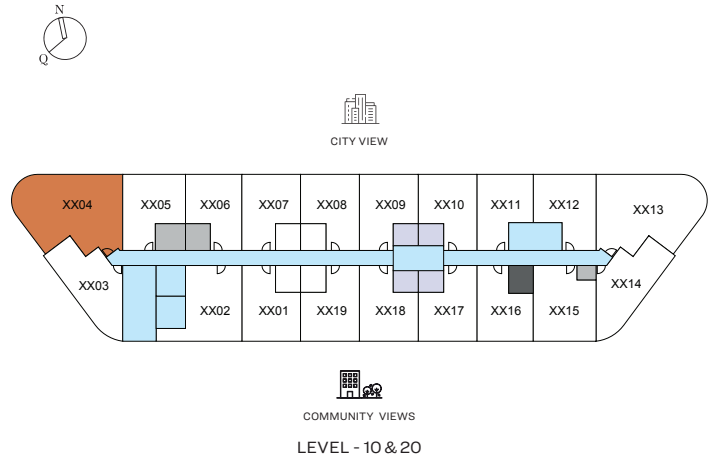 N
Q
CITY VIEW
XX04 XX05 XX06 XX07 XX08 XX09 XX10 XX11 XX12 XX13
XX03 XX02 XX01 XX19 XX18 XX17 XX16 XX15 XX14
COMMUNITY VIEWS
LEVEL - 10 & 20